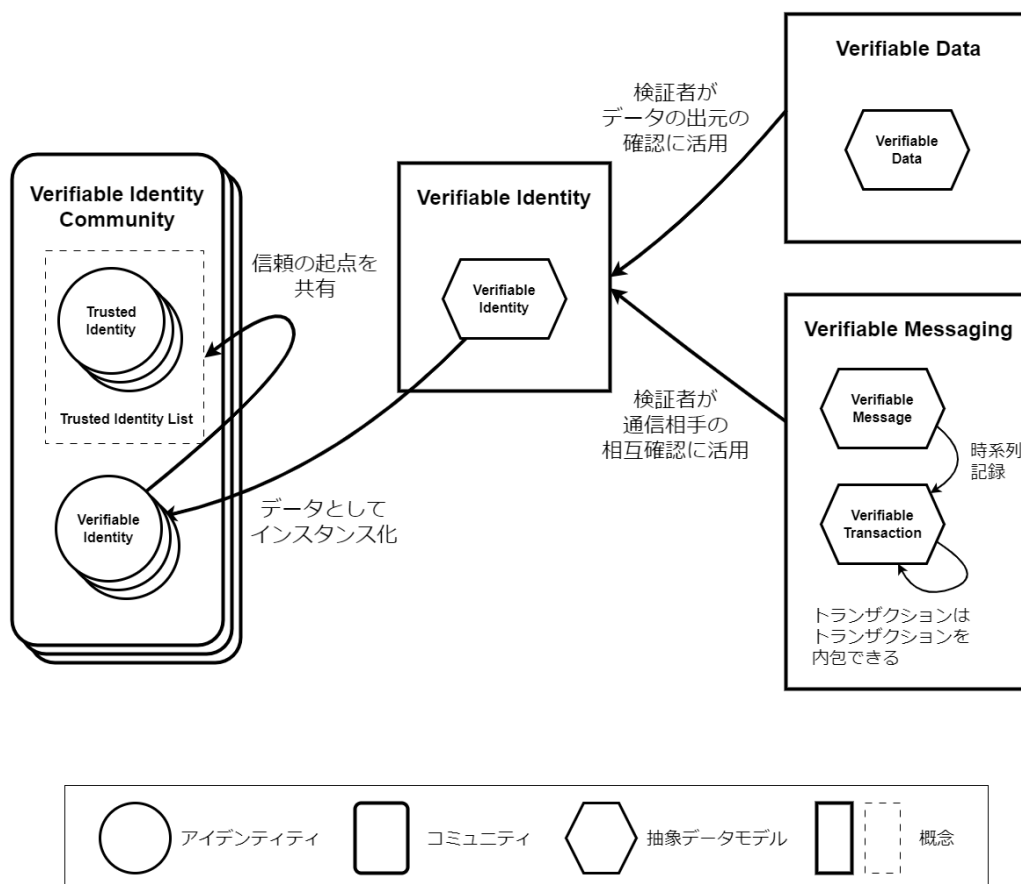 Verifiable Data
検証者が
データの出元の
確認に活用
Verifiable
Data
Verifiable Identity
Community
Verifiable Identity
信頼の起点を
共有
Trusted
Identity
Verifiable
Identity
Verifiable Messaging
Trusted Identity List
検証者が
通信相手の
相互確認に活用
Verifiable
Message
時系列
記録
Verifiable
Identity
データとして
インスタンス化
Verifiable
Transaction
トランザクションは
トランザクションを
内包できる
アイデンティティ
コミュニティ
抽象データモデル
概念